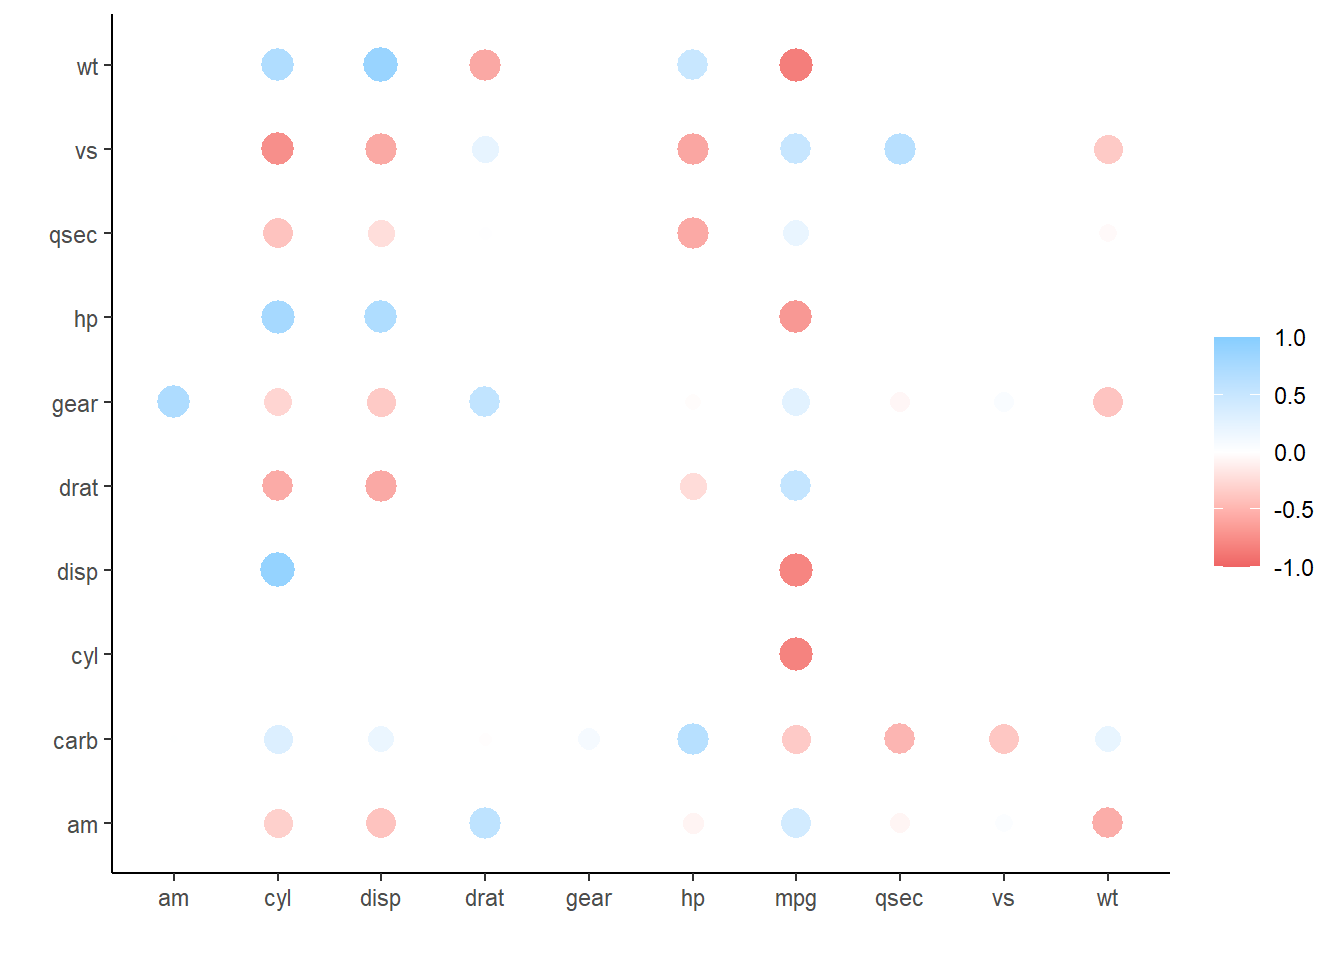 wt
vs
qsec
hp
gear
drat
disp
cyl
carb
am
am cyl disp drat gear hp mpg qsec vs wt
1.0
0.5
0.0
-0.5
-1.0